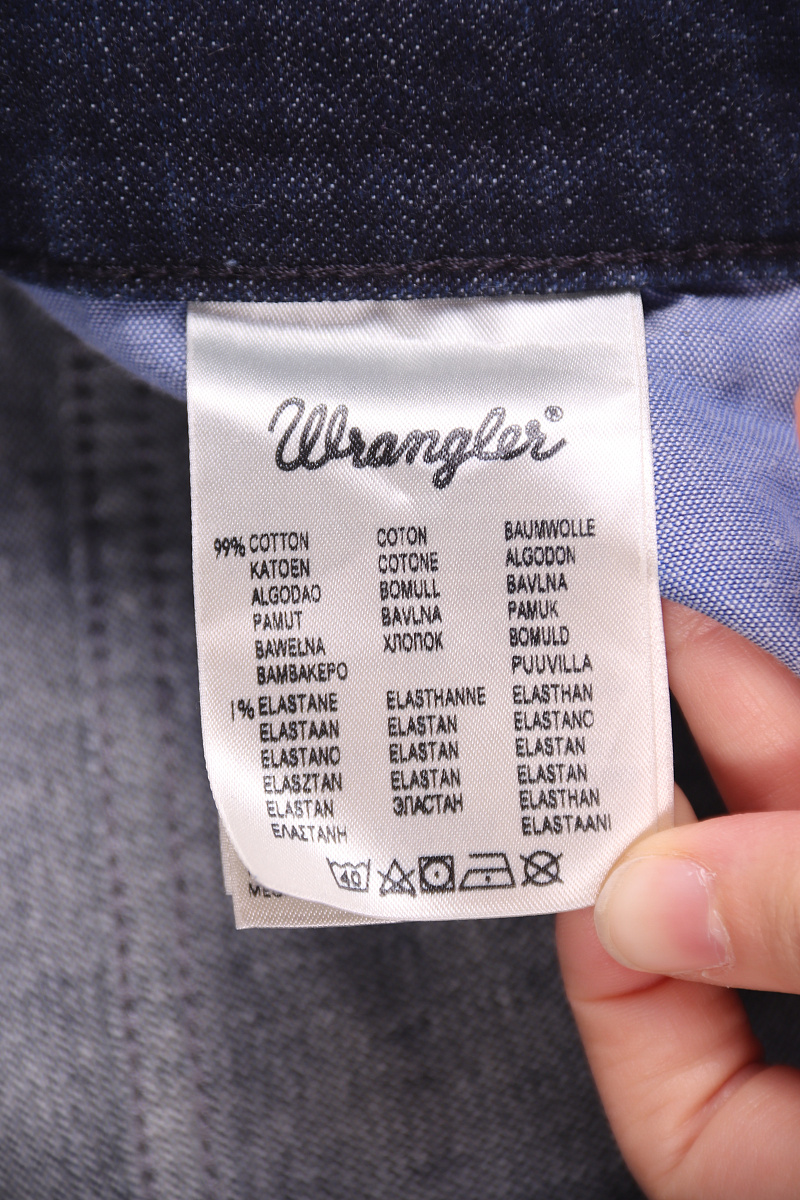 Wrangler®
99% COTTON COTON BAUMWOLLE
KATOEN COTONE ALGODON
ALGODAO BOMULL BAVLNA
PAMUT BAVLNA PAMUK
BAWEŁNA ХЛОПОК BOMULD
BAMBAKEPO PUUVILLA
1% ELASTANE ELASTHANNE ELASTHAN
ELASTAAN ELASTAN ELASTANO
ELASTANO ELASTAN ELASTAN
ELASZTAN ELASTAN ELASTAN
ELASTAN ЭЛАСТАН ELASTHAN
ΕΛΑΣΤΑΝΗ ELASTAANI
40